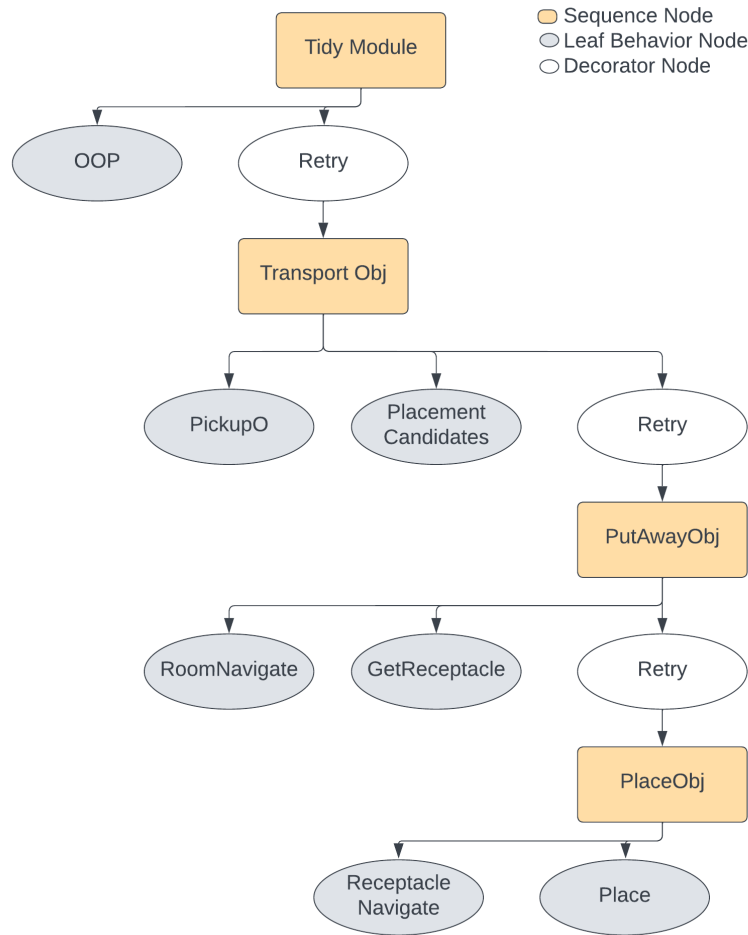 Sequence Node
Leaf Behavior Node
Decorator Node
Tidy Module
OOP
Retry
Transport Obj
PickupO
Placement
Candidates
Retry
PutAwayObj
RoomNavigate
GetReceptacle
Retry
PlaceObj
Receptacle
Navigate
Place